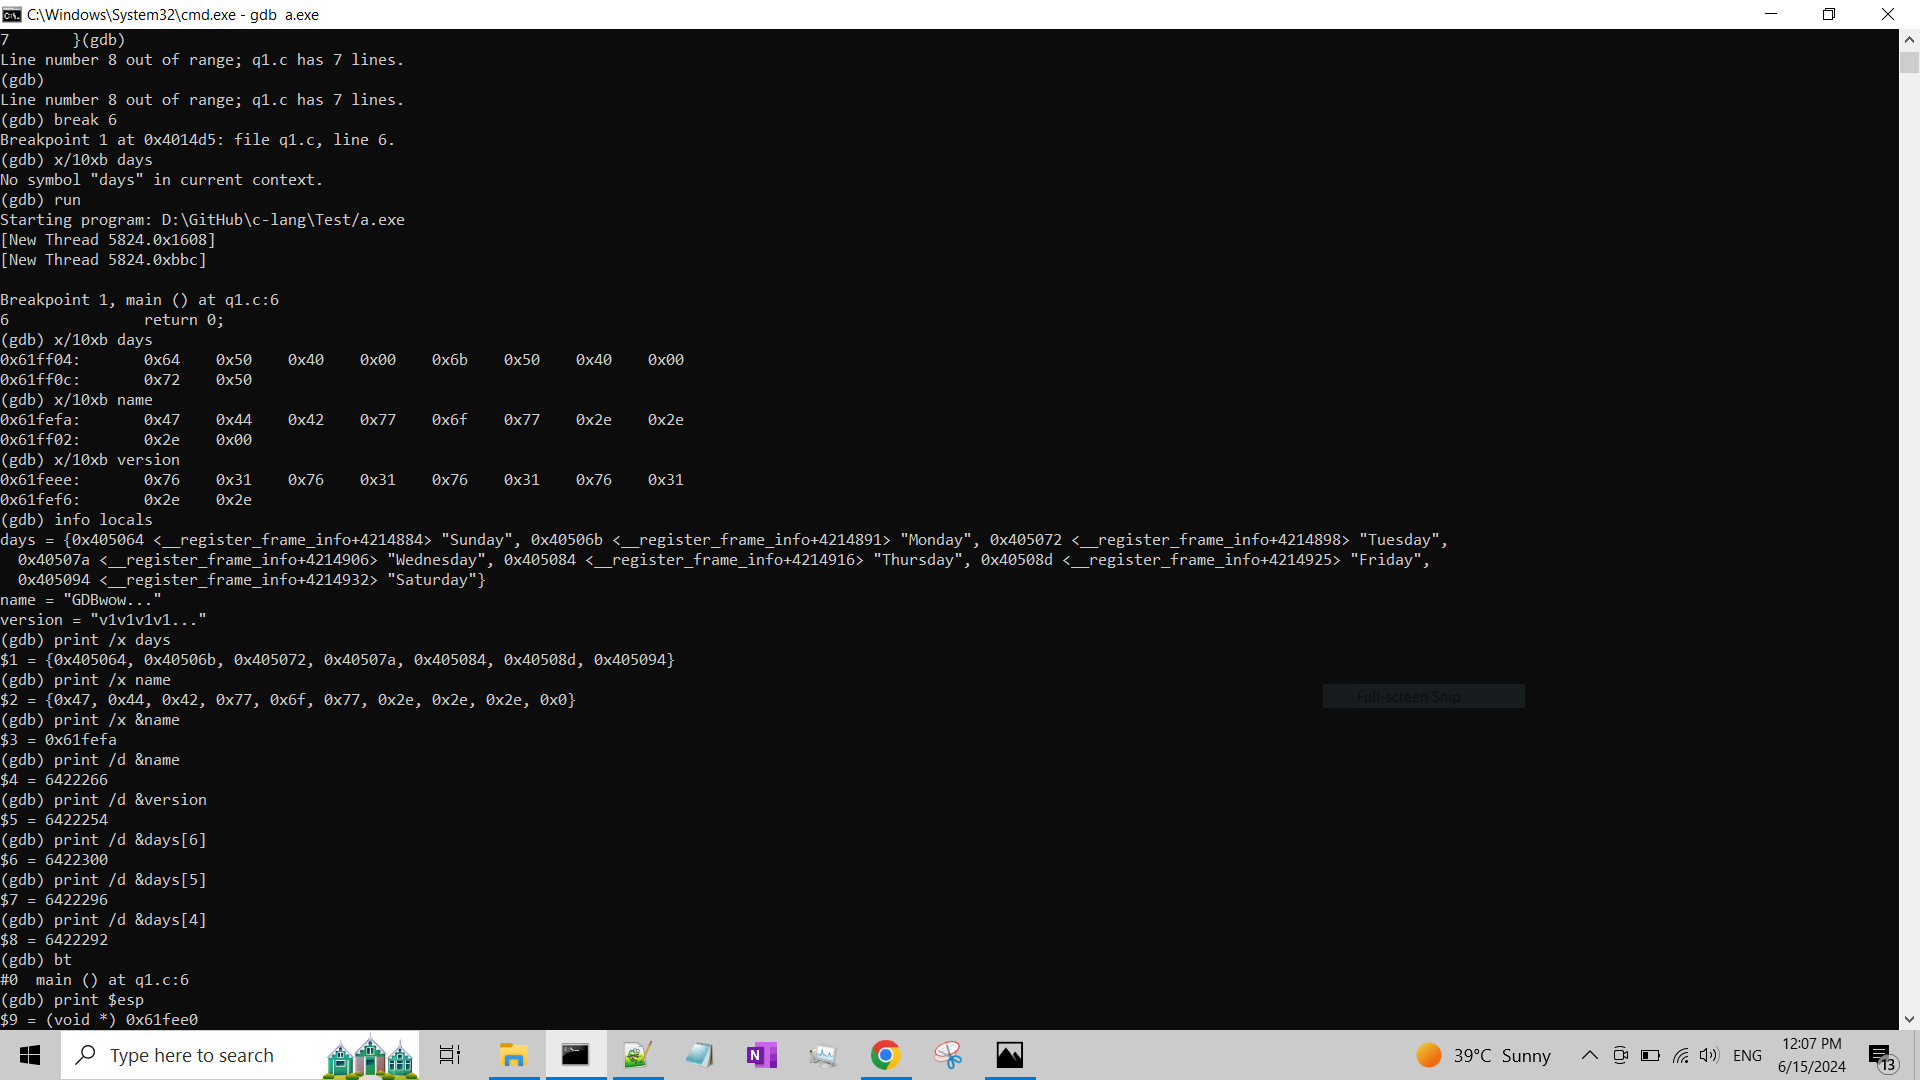 C:\Windows\System32\cmd.exe - gdb  a.exe
7       }(gdb)
Line number 8 out of range; q1.c has 7 lines.
(gdb)
Line number 8 out of range; q1.c has 7 lines.
(gdb) break 6
Breakpoint 1 at 0x4014d5: file q1.c, line 6.
(gdb) x/10xb days
No symbol "days" in current context.
(gdb) run
Starting program: D:\GitHub\c-lang\Test/a.exe
[New Thread 5824.0x1608]
[New Thread 5824.0xbbc]
Breakpoint 1, main () at q1.c:6
6               return 0;
(gdb) x/10xb days
0x61ff04:       0x64    0x50    0x40    0x00    0x6b    0x50    0x40    0x00
0x61ff0c:       0x72    0x50
(gdb) x/10xb name
0x61fefa:       0x47    0x44    0x42    0x77    0x6f    0x77    0x2e    0x2e
0x61ff02:       0x2e    0x00
(gdb) x/10xb version
0x61feee:       0x76    0x31    0x76    0x31    0x76    0x31    0x76    0x31
0x61fef6:       0x2e    0x2e
(gdb) info locals
days = {0x405064 <__register_frame_info+4214884> "Sunday", 0x40506b <__register_frame_info+4214891> "Monday", 0x405072 <__register_frame_info+4214898> "Tuesday",
  0x40507a <__register_frame_info+4214906> "Wednesday", 0x405084 <__register_frame_info+4214916> "Thursday", 0x40508d <__register_frame_info+4214925> "Friday",
  0x405094 <__register_frame_info+4214932> "Saturday"}
name = "GDBwow..."
version = "v1v1v1v1..."
(gdb) print /x days
$1 = {0x405064, 0x40506b, 0x405072, 0x40507a, 0x405084, 0x40508d, 0x405094}
(gdb) print /x name
$2 = {0x47, 0x44, 0x42, 0x77, 0x6f, 0x77, 0x2e, 0x2e, 0x2e, 0x0}
Full-screen Snip
(gdb) print /x &name
$3 = 0x61fefa
(gdb) print /d &name
$4 = 6422266
(gdb) print /d &version
$5 = 6422254
(gdb) print /d &days[6]
$6 = 6422300
(gdb) print /d &days[5]
$7 = 6422296
(gdb) print /d &days[4]
$8 = 6422292
(gdb) bt
#0  main () at q1.c:6
(gdb) print $esp
$9 = (void *) 0x61fee0
Type here to search
N
39°C Sunny
ENG
12:07 PM
6/15/2024
13